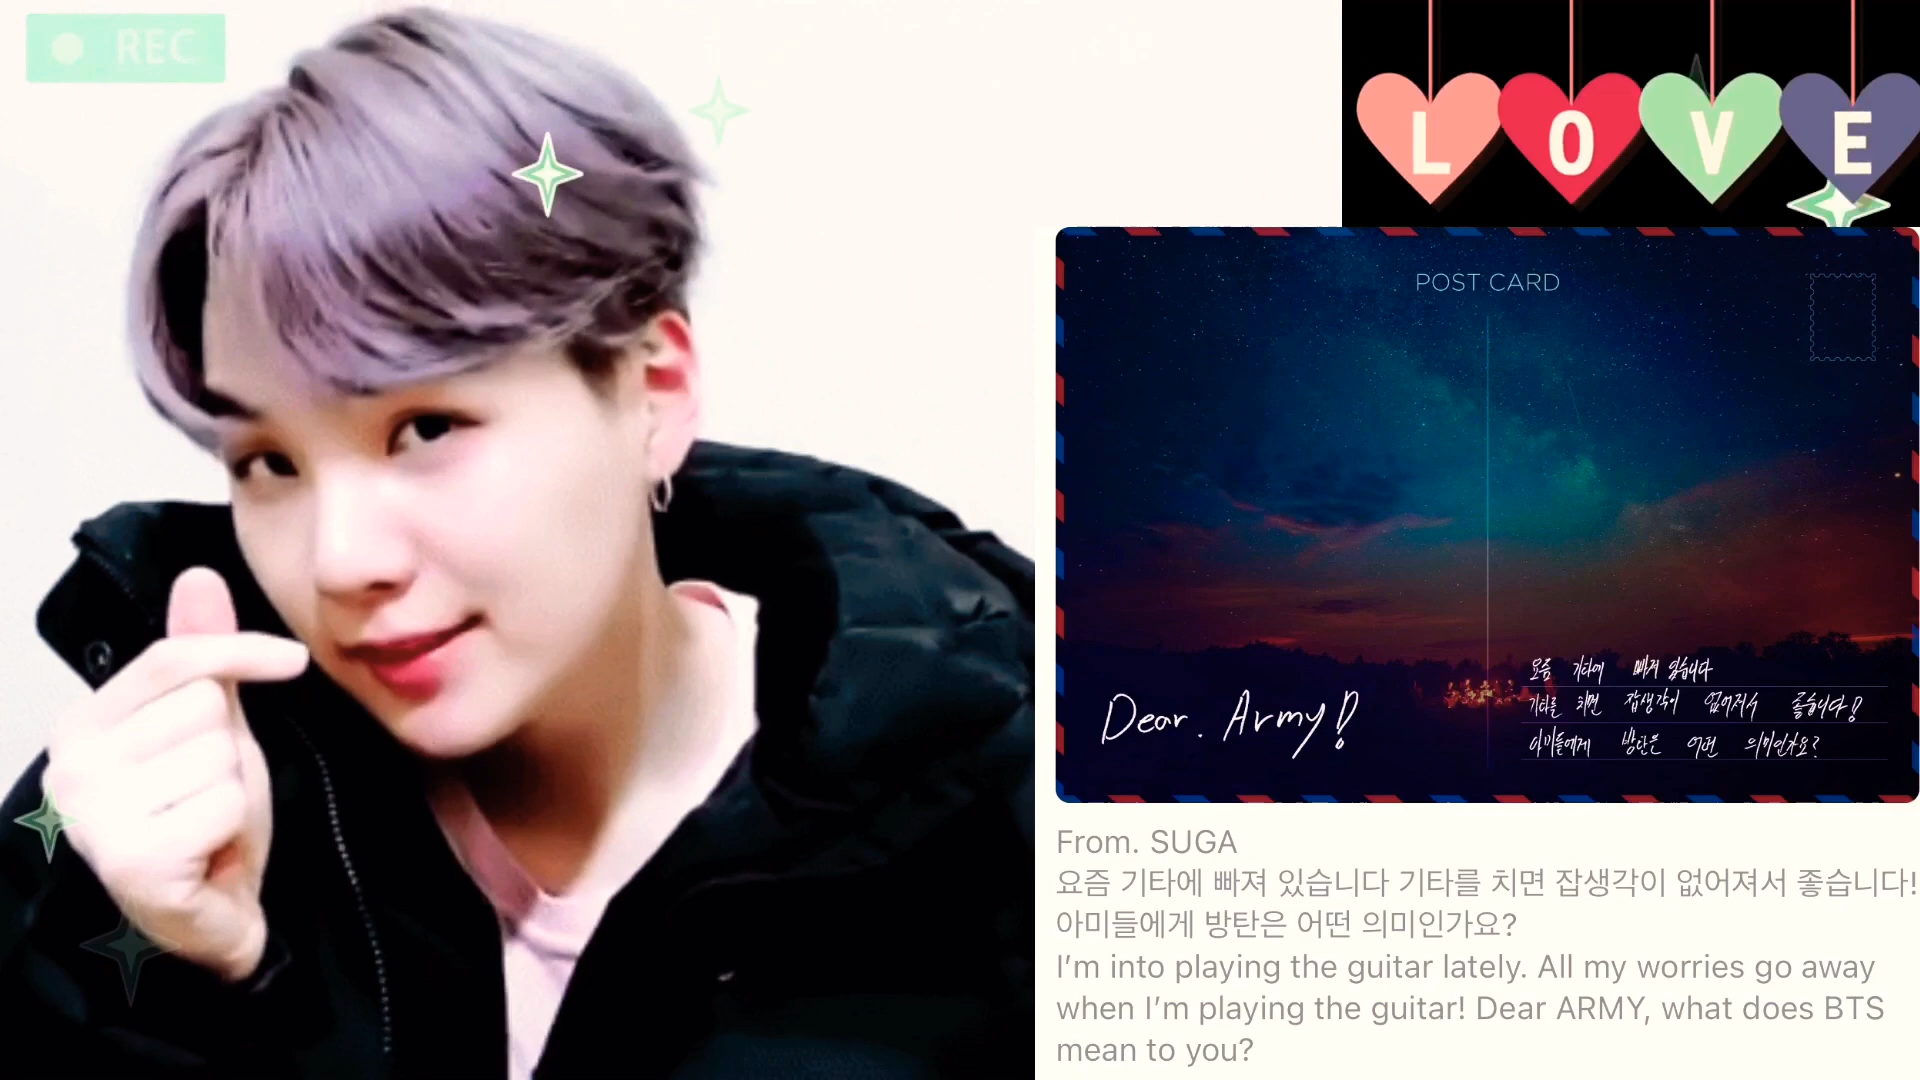 REC
L O V E
POST CARD
Dear. Army!
요즘 기타에 빠져 있습니다
기타를 치면 잡생각이 없어져서 좋습니다!
아미들에게 방탄은 어떤 의미인가요?
From. SUGA
요즘 기타에 빠져 있습니다 기타를 치면 잡생각이 없어져서 좋습니다!
아미들에게 방탄은 어떤 의미인가요?
I’m into playing the guitar lately. All my worries go away
when I’m playing the guitar! Dear ARMY, what does BTS
mean to you?